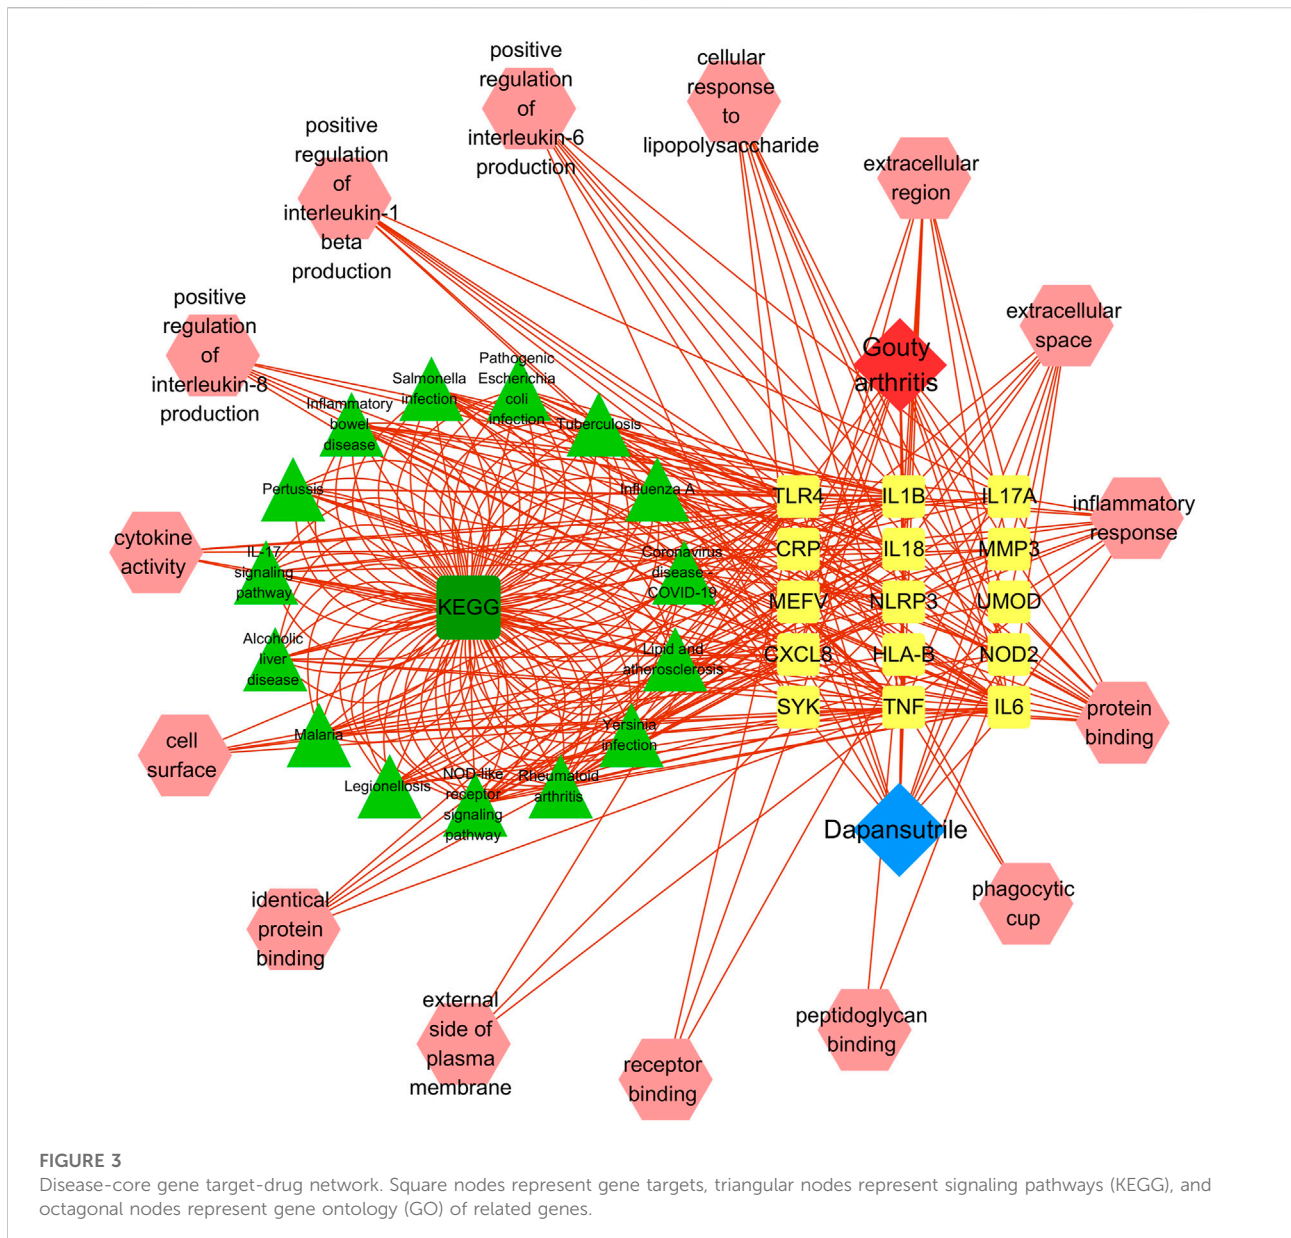 positive
regulation
of
interleukin-6
production
cellular
response
to
lipopolysaccharide
positive
regulation
of
interleukin-1
beta
production
extracellular
region
positive
regulation
of
interleukin-8
production
extracellular
space
Gouty
arthritis
Pathogenic
Escherichia
coli
infection
Salmonella
infection
Inflammatory
bowel
disease
Tuberculosis
Pertussis
Influenza A
TLR4
IL1B
IL17A
inflammatory
response
cytokine
activity
IL-17
signaling
pathway
Coronavirus
disease
COVID-19
CRP
IL18
MMP3
KEGG
MEFV
NLRP3
UMOD
Alcoholic
liver
disease
Lipid and
atherosclerosis
CXCL8
HLA-B
NOD2
SYK
TNF
IL6
protein
binding
cell
surface
Malaria
Yersinia
infection
Legionellosis
NOD-like
receptor
signaling
pathway
Rheumatoid
arthritis
Dapansutrile
phagocytic
cup
identical
protein
binding
external
side of
plasma
membrane
peptidoglycan
binding
receptor
binding
FIGURE 3
Disease-core gene target-drug network. Square nodes represent gene targets, triangular nodes represent signaling pathways (KEGG), and
octagonal nodes represent gene ontology (GO) of related genes.